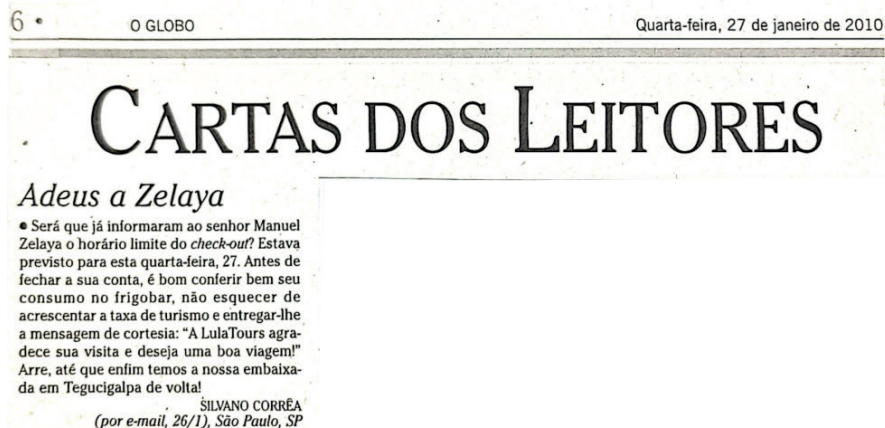 6 •
O GLOBO
Quarta-feira, 27 de janeiro de 2010
CARTAS DOS LEITORES
Adeus a Zelaya
• Será que já informaram ao senhor Manuel
Zelaya o horário limite do check-out? Estava
previsto para esta quarta-feira, 27. Antes de
fechar a sua conta, é bom conferir bem seu
consumo no frigobar, não esquecer de
acrescentar a taxa de turismo e entregar-lhe
a mensagem de cortesia: “A LulaTours agra-
dece sua visita e deseja uma boa viagem!”
Arre, até que enfim temos a nossa embaixa-
da em Tegucigalpa de volta!
SILVANO CORRÊA
(por e-mail, 26/1), São Paulo, SP